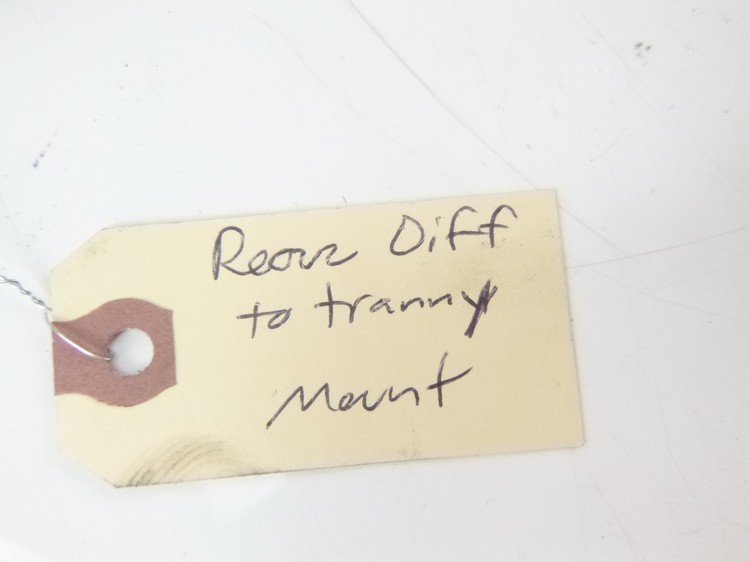 Rear Diff
to tranny
Mount